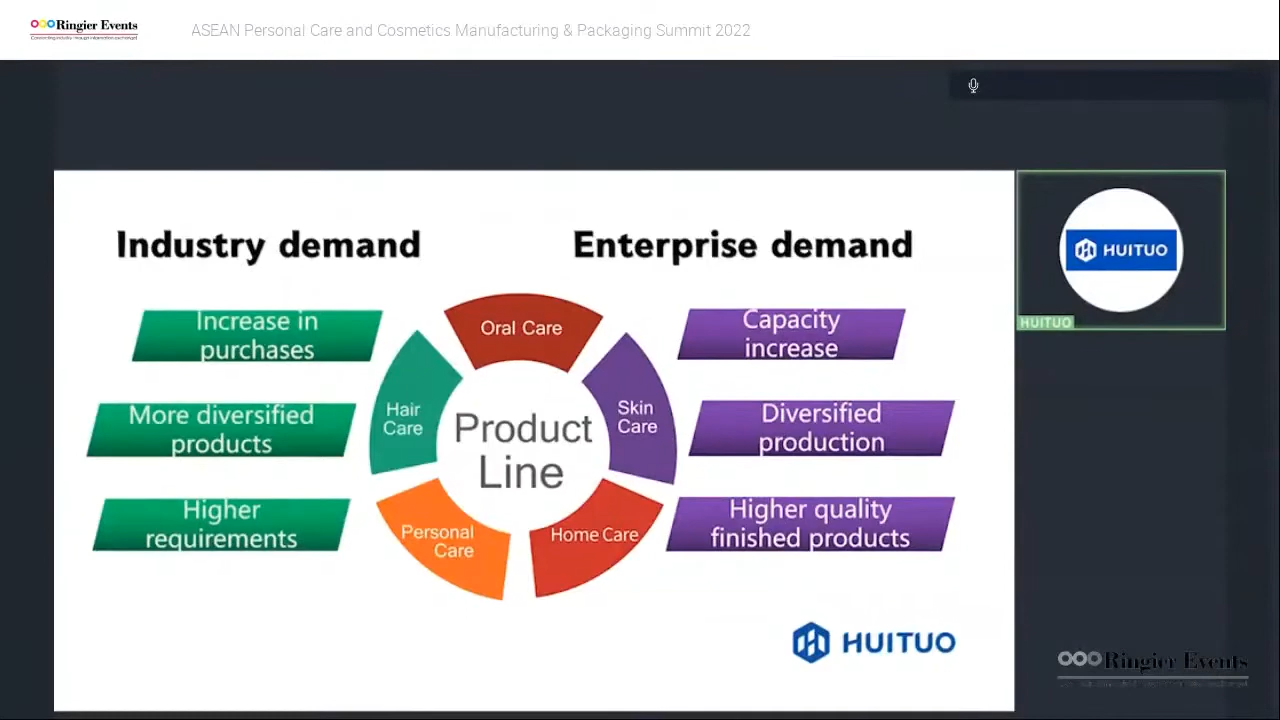 Ringier Events
ASEAN Personal Care and Cosmetics Manufacturing & Packaging Summit 2022
Industry demand
Enterprise demand
Increase in
purchases
More diversified
products
Higher
requirements
Oral Care
Hair
Care
Skin
Care
Product
Line
Personal
Care
Home Care
Capacity
increase
Diversified
production
Higher quality
finished products
HUITUO
HUITUO
HUITUO
Ringier Events